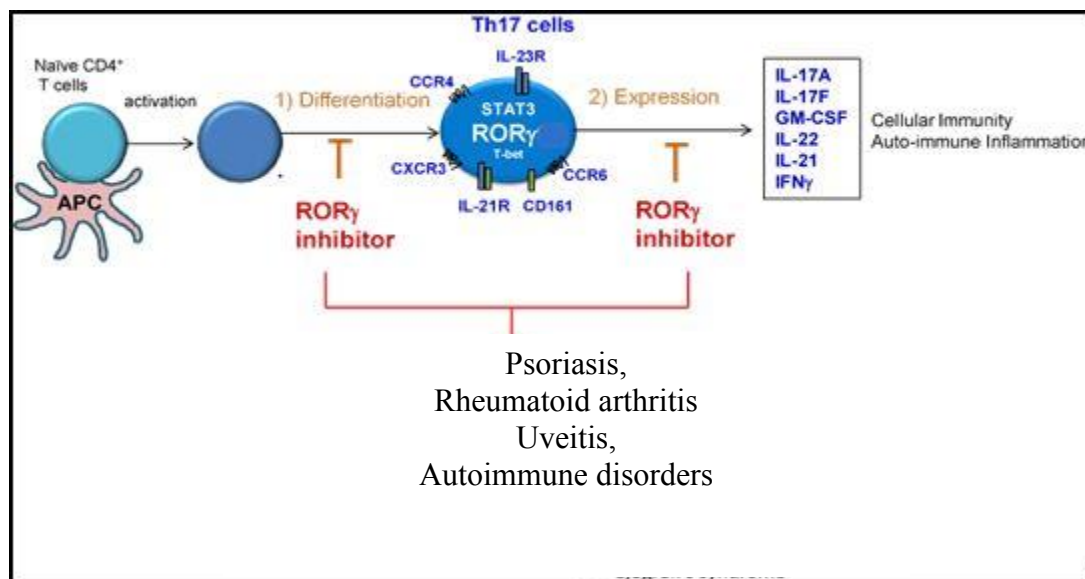 Th17 cells
Naïve CD4+
T cells
activation
1) Differentiation
IL-23R
CCR4
STAT3
RORγ
T-bet
CXCR3
CCR6
IL-21R
CD161
2) Expression
IL-17A
IL-17F
GM-CSF
IL-22
IL-21
IFNγ
Cellular Immunity
Auto-immune Inflammation
APC
RORγ
inhibitor
RORγ
inhibitor
Psoriasis,
Rheumatoid arthritis
Uveitis,
Autoimmune disorders